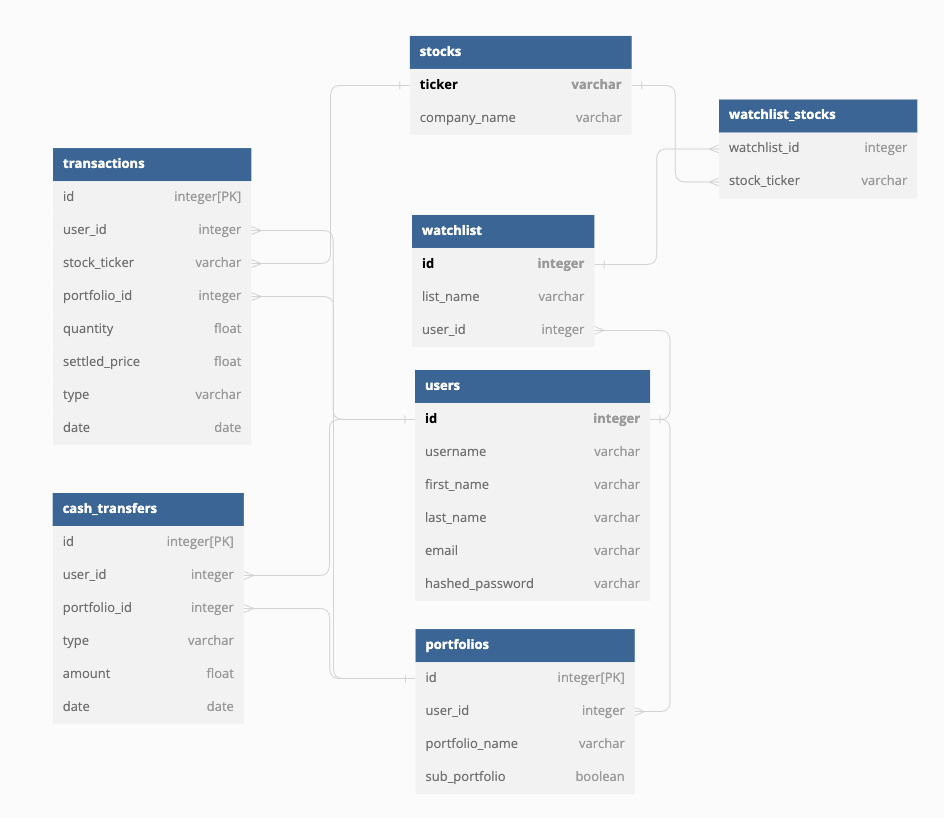 stocks
ticker varchar
company_name varchar
watchlist_stocks
watchlist_id integer
stock_ticker varchar
transactions
id integer[PK]
user_id integer
stock_ticker varchar
portfolio_id integer
quantity float
settled_price float
type varchar
date date
watchlist
id integer
list_name varchar
user_id integer
users
id integer
username varchar
first_name varchar
last_name varchar
email varchar
hashed_password varchar
cash_transfers
id integer[PK]
user_id integer
portfolio_id integer
type varchar
amount float
date date
portfolios
id integer[PK]
user_id integer
portfolio_name varchar
sub_portfolio boolean